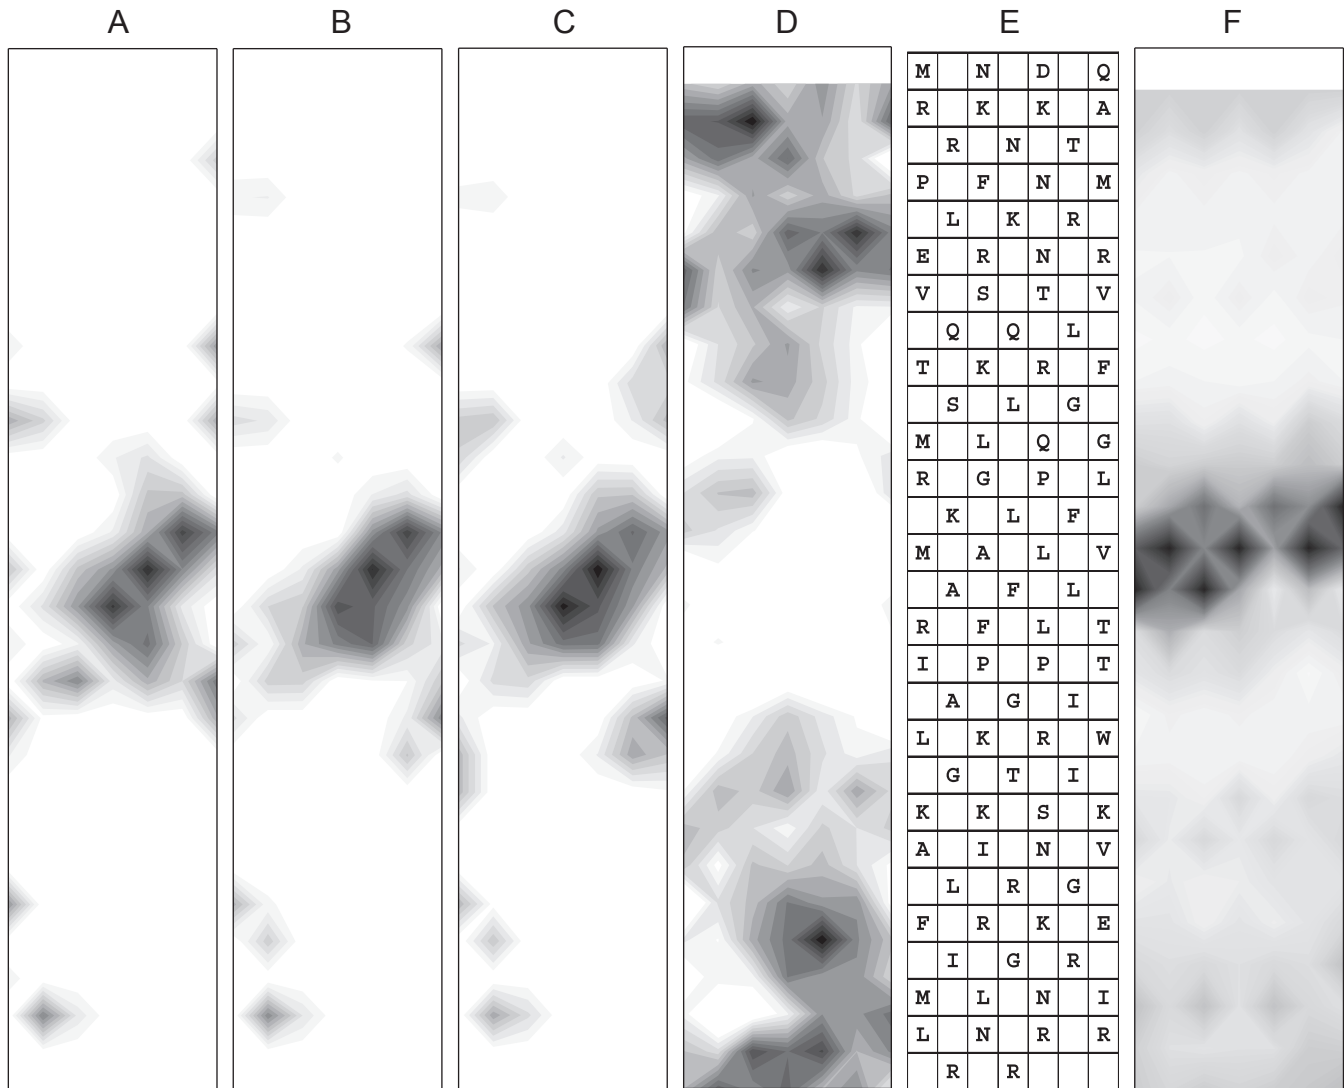 A B C D E F
M N D Q
R K K A
R N T
P F N M
L K R
E R N R
V S T V
Q Q L
T K R F
S L G
M L Q G
R G P L
K L F
M A L V
A F L
R F L T
I P P T
A G I
L K R W
G T I
K K S K
A I N V
L R G
F R K E
I G R
M L N I
L N R R
R R